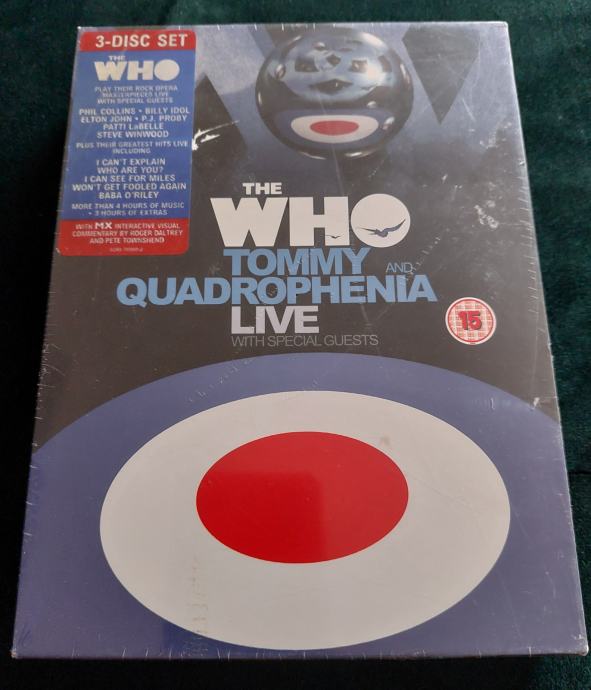 3-DISC SET
THE
WHO
PLAY THEIR ROCK OPERA
MASTERPIECES LIVE
WITH SPECIAL GUESTS
PHIL COLLINS • BILLY IDOL
ELTON JOHN • P.J. PROBY
PATTI LaBELLE
STEVE WINWOOD
PLUS THEIR GREATEST HITS LIVE
INCLUDING
I CAN'T EXPLAIN
WHO ARE YOU?
I CAN SEE FOR MILES
WON'T GET FOOLED AGAIN
BABA O'RILEY
MORE THAN 4 HOURS OF MUSIC
• 3 HOURS OF EXTRAS
WITH MX INTERACTIVE VISUAL
COMMENTARY BY ROGER DALTREY
AND PETE TOWNSHEND
THE
WHO
TOMMY AND
QUADROPHENIA
LIVE
WITH SPECIAL GUESTS
15